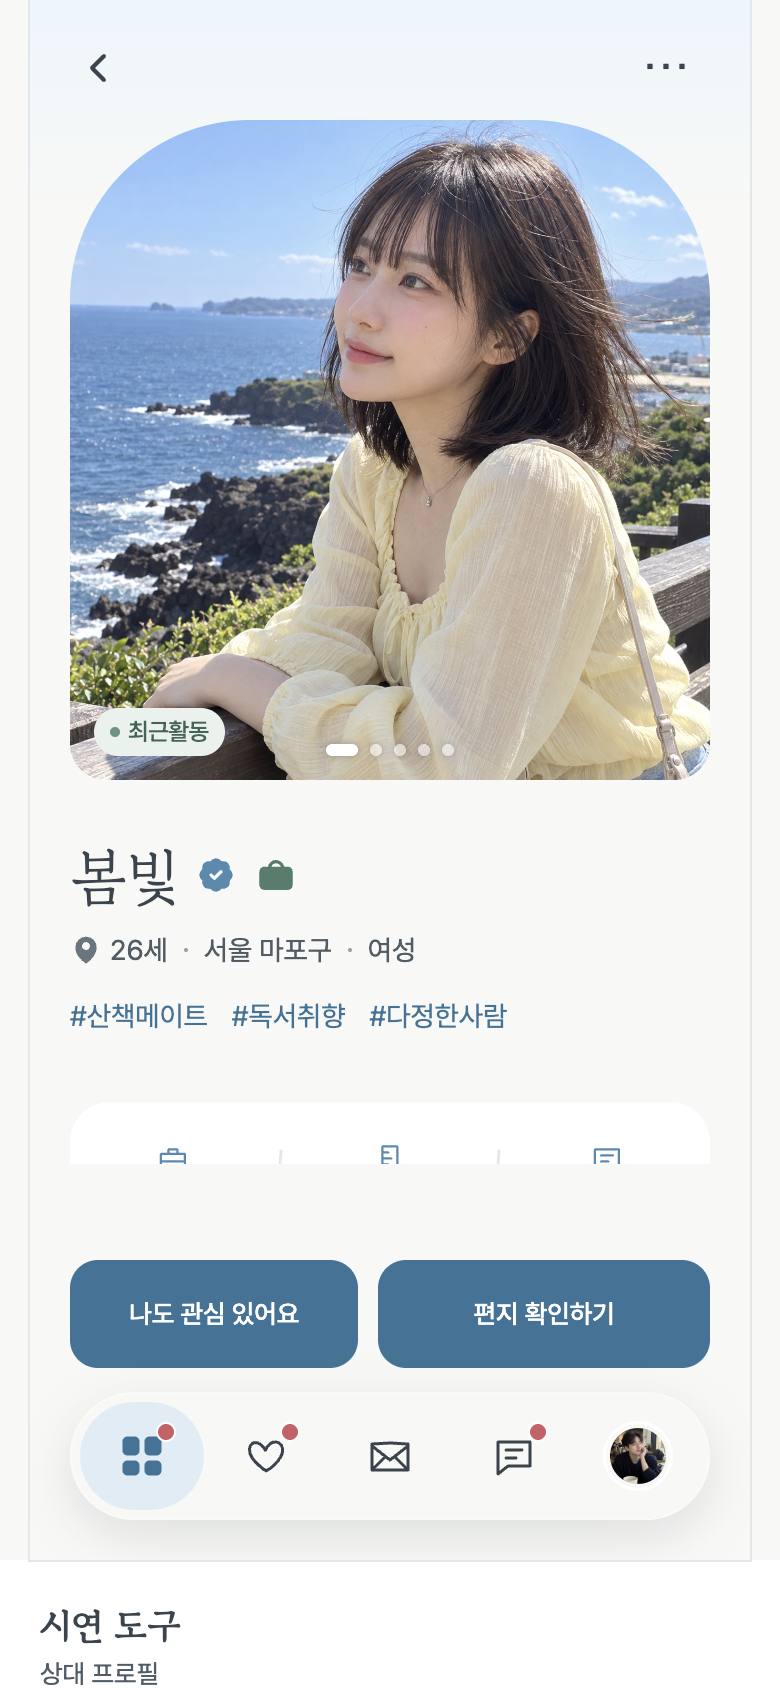 최근활동
봄빛
26세 · 서울 마포구 · 여성
#산책메이트 #독서취향 #다정한사람
나도 관심 있어요
편지 확인하기
시연 도구
상대 프로필